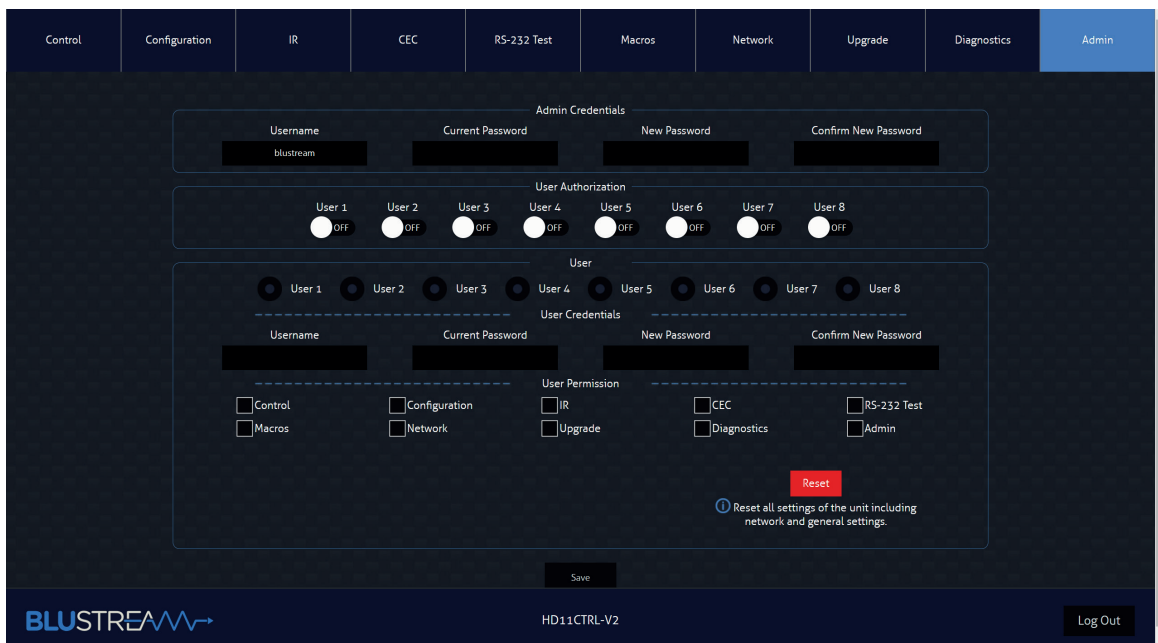 Control Configuration IR CEC RS-232 Test Macros Network Upgrade Diagnostics Admin
Admin Credentials
Username Current Password New Password Confirm New Password
blustream
User Authorization
User 1 User 2 User 3 User 4 User 5 User 6 User 7 User 8
OFF OFF OFF OFF OFF OFF OFF OFF
User
User 1 User 2 User 3 User 4 User 5 User 6 User 7 User 8
User Credentials
Username Current Password New Password Confirm New Password
User Permission
Control Configuration IR CEC RS-232 Test
Macros Network Upgrade Diagnostics Admin
Reset
Reset all settings of the unit including
network and general settings.
Save
BLUSTREAM HD11CTRL-V2 Log Out